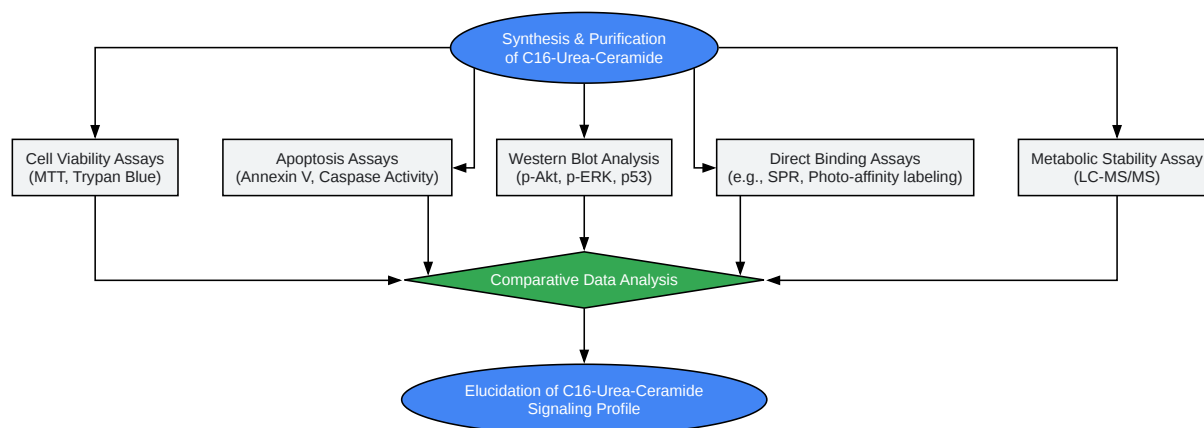 Synthesis & Purification
of C16-Urea-Ceramide
Cell Viability Assays
(MTT, Trypan Blue)
Apoptosis Assays
(Annexin V, Caspase Activity)
Western Blot Analysis
(p-Akt, p-ERK, p53)
Direct Binding Assays
(e.g., SPR, Photo-affinity labeling)
Metabolic Stability Assay
(LC-MS/MS)
Comparative Data Analysis
Elucidation of C16-Urea-Ceramide
Signaling Profile